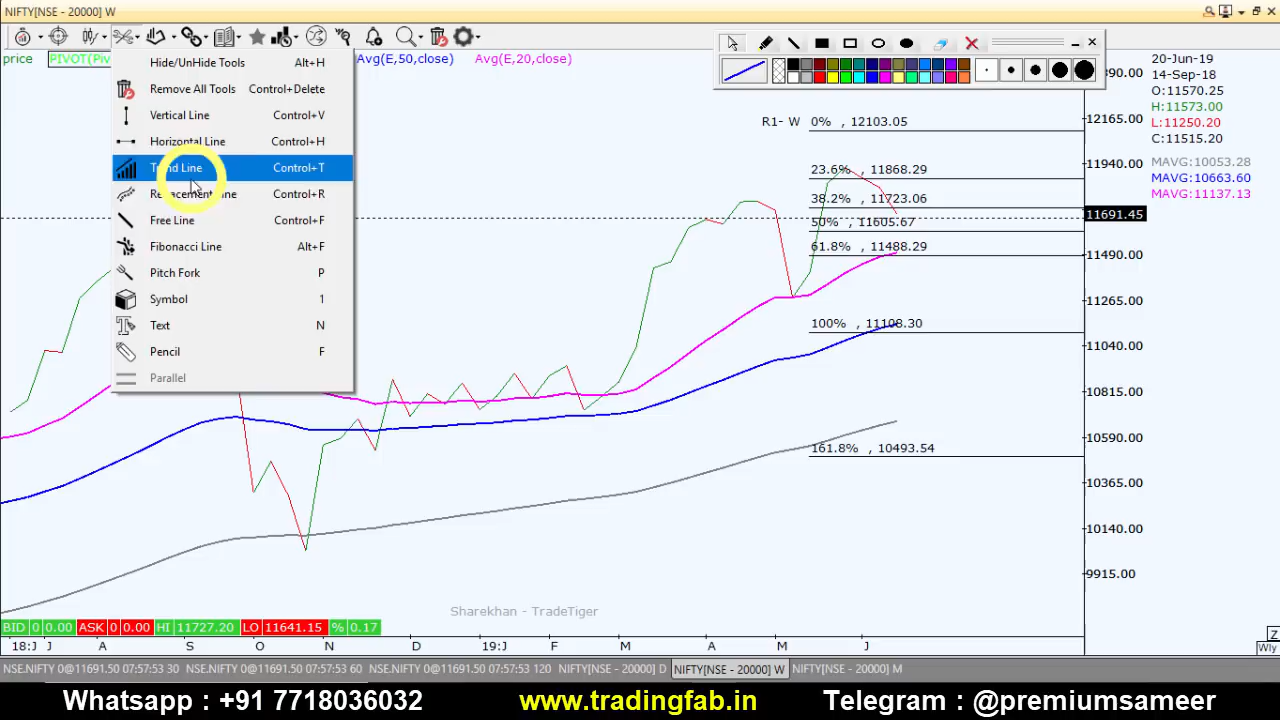 NIFTY[NSE - 20000] W
price PIVOT(Piv Avg(E,50,close) Avg(E,20,close)
Hide/UnHide Tools Alt+H
Remove All Tools Control+Delete
Vertical Line Control+V
Horizontal Line Control+H
Trend Line Control+T
Replacement Line Control+R
Free Line Control+F
Fibonacci Line Alt+F
Pitch Fork P
Symbol 1
Text N
Pencil F
Parallel
R1- W 0% , 12103.05
23.6% , 11868.29
38.2% , 11723.06
50% , 11605.67
61.8% , 11488.29
100% , 11108.30
161.8% , 10493.54
12165.00
11940.00
11691.45
11490.00
11265.00
11040.00
10815.00
10590.00
10365.00
10140.00
9915.00
20-Jun-19
14-Sep-18
O:11570.25
H:11573.00
L:11250.20
C:11515.20
MAVG:10053.28
MAVG:10663.60
MAVG:11137.13
Sharekhan - TradeTiger
BID 0 0.00 ASK 0 0.00 HI 11727.20 LO 11641.15 % 0.17
18:J J A S O N D 19:J F M A M J
Z
Wly
NSE.NIFTY 0@11691.50 07:57:53 30 NSE.NIFTY 0@11691.50 07:57:53 60 NSE.NIFTY 0@11691.50 07:57:53 120 NIFTY[NSE - 20000] D NIFTY[NSE - 20000] W NIFTY[NSE - 20000] M
Whatsapp : +91 7718036032 www.tradingfab.in Telegram : @premiumsameer